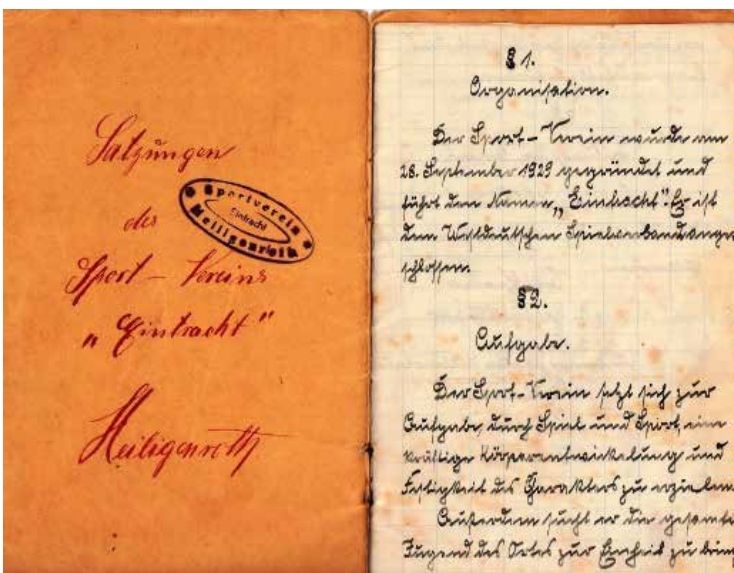 Satzungen
des
Sport – Vereins
"Eintracht"
Heiligenroth
Sportverein
Eintracht
Heiligenroth
§ 1.
Organisation.
Der Sport – Verein wurde am
28. September 1929 gegründet und
führt den Namen „Eintracht". Er ist
dem Westdeutschen Spielverband ange
schlossen.
§ 2.
Aufgabe.
Der Sport-Verein setzt sich zur
Aufgabe, durch Spiel und Sport, eine
kräftige Körperentwickelung und
Festigkeit des Charakters zu erzielen.
Außerdem sucht er die gesamte
Jugend des Ortes zur Einheit zu bring